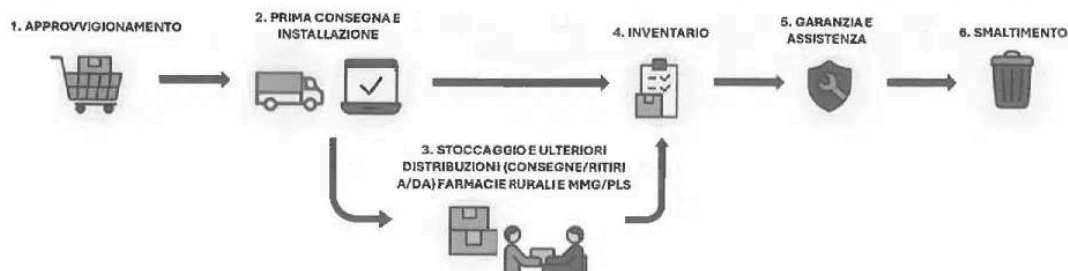 1. APPROVVIGIONAMENTO
2. PRIMA CONSEGNA E
INSTALLAZIONE
3. STOCCAGGIO E ULTERIORI
DISTRIBUZIONI (CONSEGNE/RITIRI
A/DA) FARMACIE RURALI E MMG/PLS
4. INVENTARIO
5. GARANZIA E
ASSISTENZA
6. SMALTIMENTO